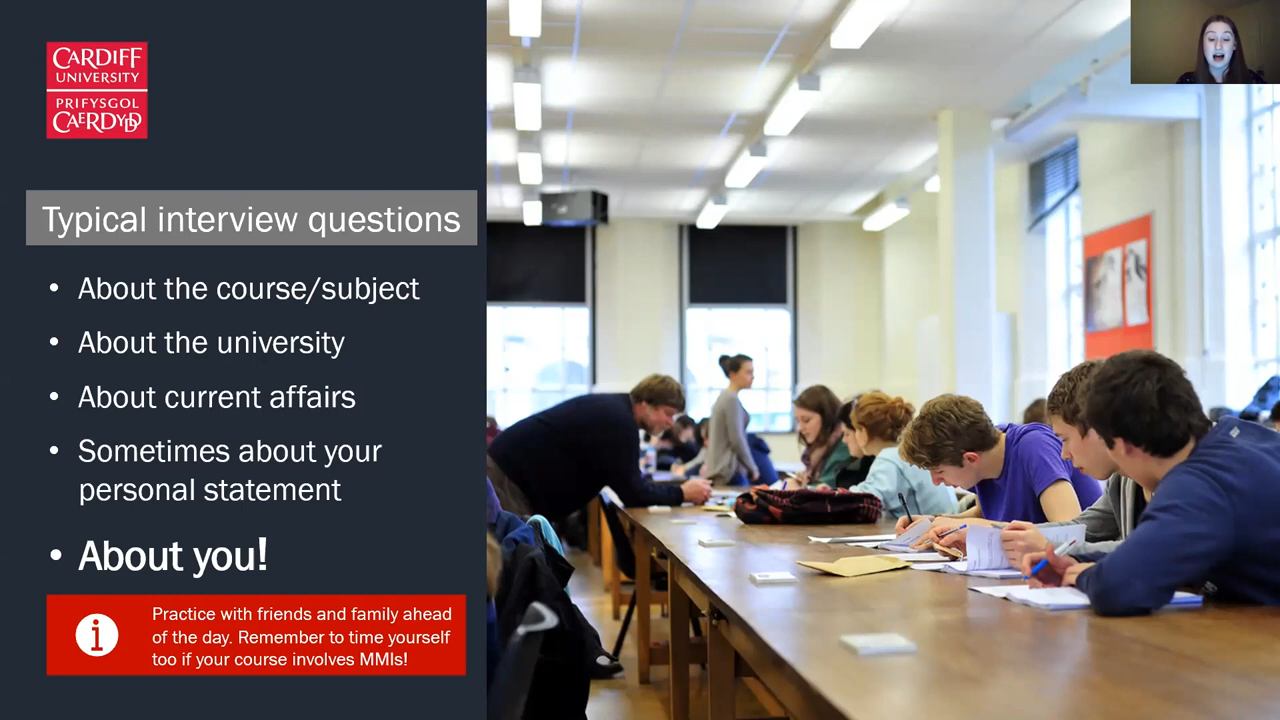 CARDIFF
UNIVERSITY
PRIFYSGOL
CAERDYDD
Typical interview questions
• About the course/subject
• About the university
• About current affairs
• Sometimes about your
personal statement
• About you!
i
Practice with friends and family ahead
of the day. Remember to time yourself
too if your course involves MMIs!